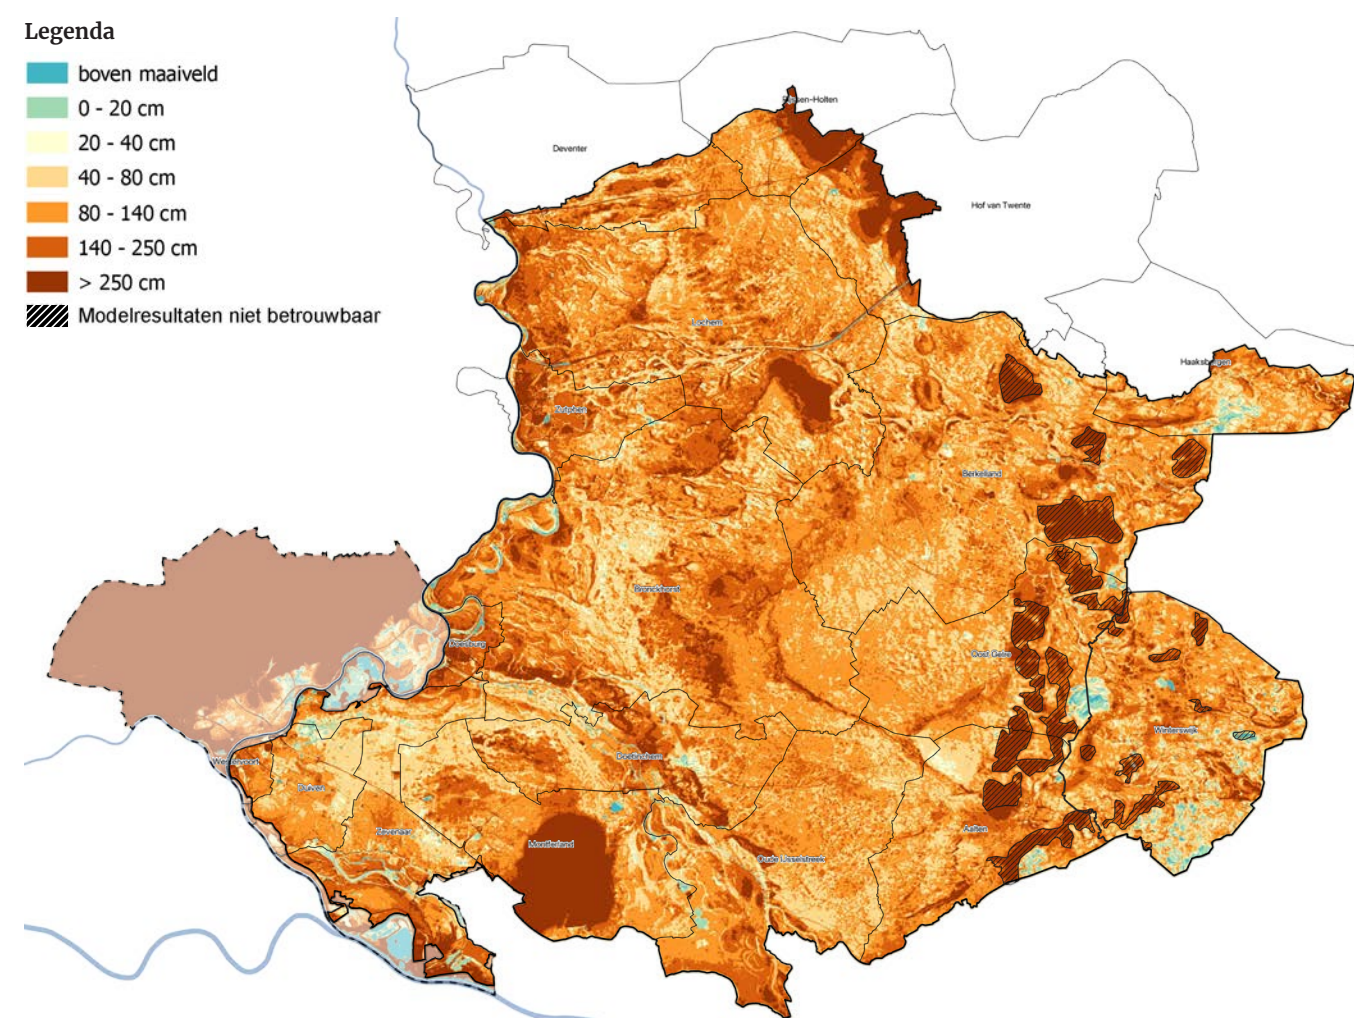 Legenda
boven maaiveld
0 - 20 cm
20 - 40 cm
40 - 80 cm
80 - 140 cm
140 - 250 cm
> 250 cm
Modelresultaten niet betrouwbaar
Rijssen-Holten
Deventer
Hof van Twente
Lochem
Haaksbergen
Zutphen
Berkelland
Bronckhorst
Doesburg
Oost Gelre
Winterswijk
Westervoort
Doetinchem
Duiven
Zevenaar
Aalten
Montferland
Oude IJsselstreek